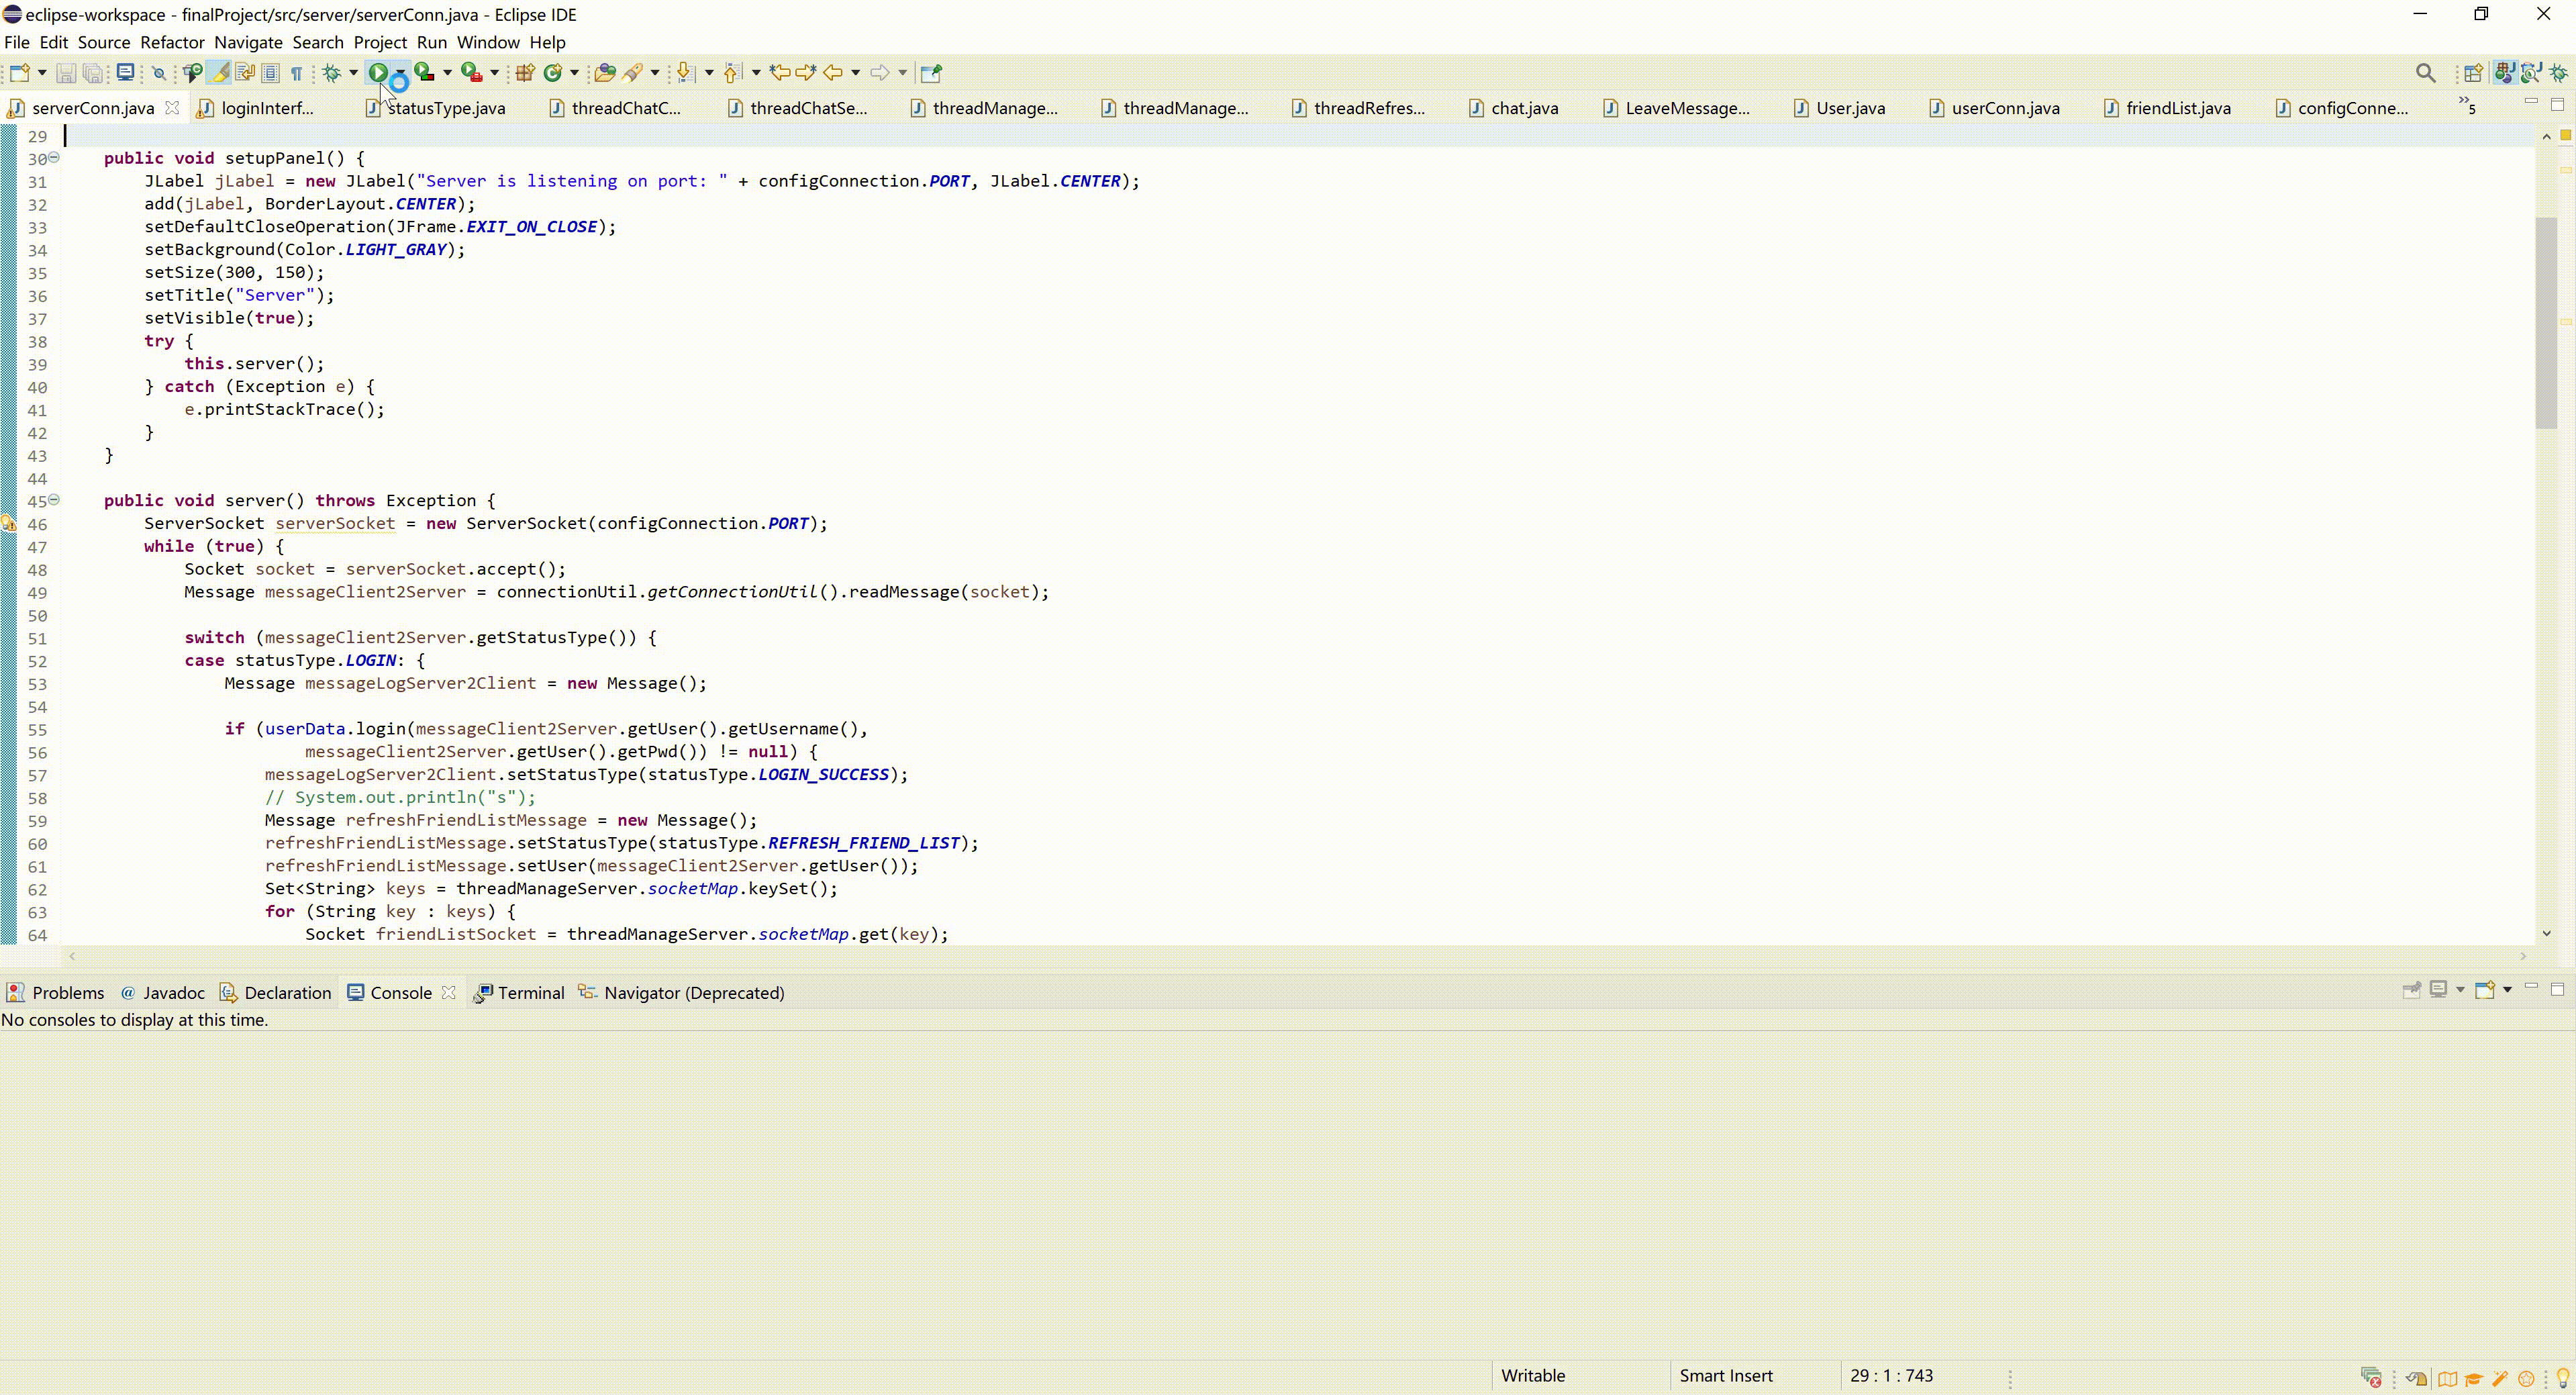 eclipse-workspace - finalProject/src/server/serverConn.java - Eclipse IDE
File Edit Source Refactor Navigate Search Project Run Window Help
serverConn.java loginInterf... statusType.java threadChatC... threadChatSe... threadManage... threadManage... threadRefres... chat.java LeaveMessage... User.java userConn.java friendList.java configConne... »5
29
30 public void setupPanel() {
31 JLabel jLabel = new JLabel("Server is listening on port: " + configConnection.PORT, JLabel.CENTER);
32 add(jLabel, BorderLayout.CENTER);
33 setDefaultCloseOperation(JFrame.EXIT_ON_CLOSE);
34 setBackground(Color.LIGHT_GRAY);
35 setSize(300, 150);
36 setTitle("Server");
37 setVisible(true);
38 try {
39 this.server();
40 } catch (Exception e) {
41 e.printStackTrace();
42 }
43 }
44
45 public void server() throws Exception {
46 ServerSocket serverSocket = new ServerSocket(configConnection.PORT);
47 while (true) {
48 Socket socket = serverSocket.accept();
49 Message messageClient2Server = connectionUtil.getConnectionUtil().readMessage(socket);
50
51 switch (messageClient2Server.getStatusType()) {
52 case statusType.LOGIN: {
53 Message messageLogServer2Client = new Message();
54
55 if (userData.login(messageClient2Server.getUser().getUsername(),
56 messageClient2Server.getUser().getPwd()) != null) {
57 messageLogServer2Client.setStatusType(statusType.LOGIN_SUCCESS);
58 // System.out.println("s");
59 Message refreshFriendListMessage = new Message();
60 refreshFriendListMessage.setStatusType(statusType.REFRESH_FRIEND_LIST);
61 refreshFriendListMessage.setUser(messageClient2Server.getUser());
62 Set<String> keys = threadManageServer.socketMap.keySet();
63 for (String key : keys) {
64 Socket friendListSocket = threadManageServer.socketMap.get(key);
Problems @ Javadoc Declaration Console Terminal Navigator (Deprecated)
No consoles to display at this time.
Writable Smart Insert 29 : 1 : 743